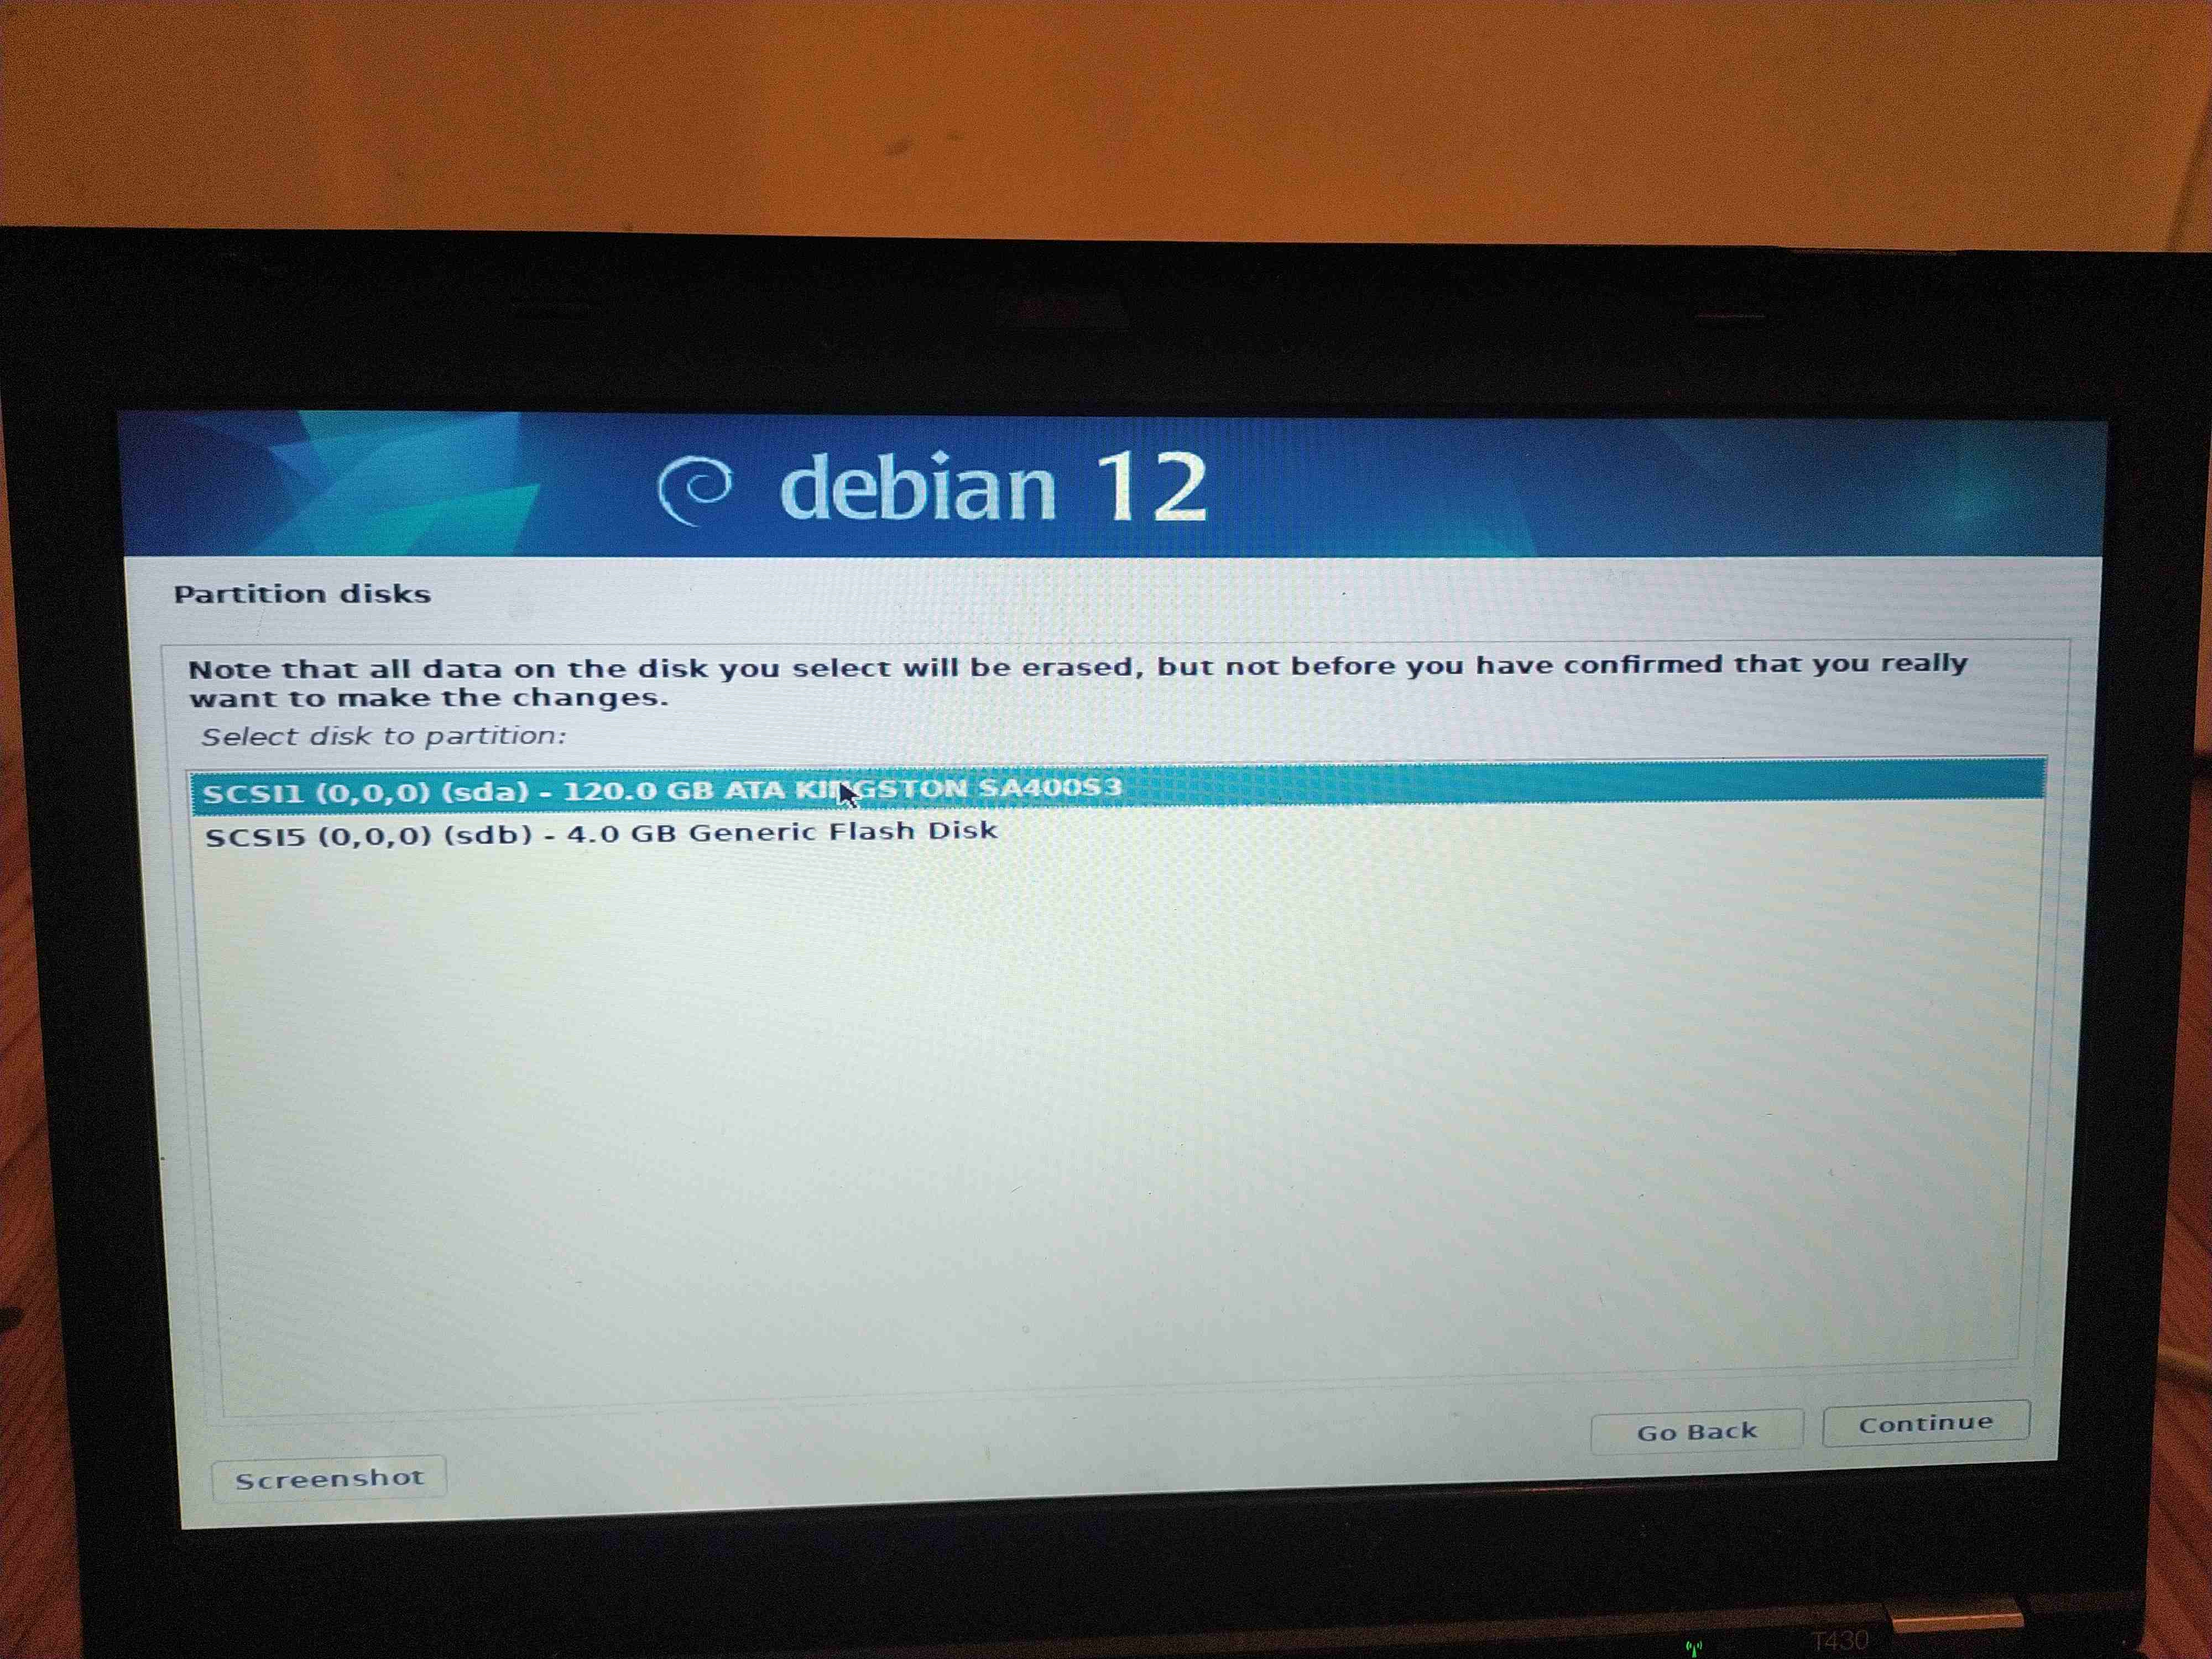 debian 12
Partition disks
Note that all data on the disk you select will be erased, but not before you have confirmed that you really
want to make the changes.
Select disk to partition:
SCSI1 (0,0,0) (sda) - 120.0 GB ATA KINGSTON SA400S3
SCSI5 (0,0,0) (sdb) - 4.0 GB Generic Flash Disk
Go Back
Continue
Screenshot
T430